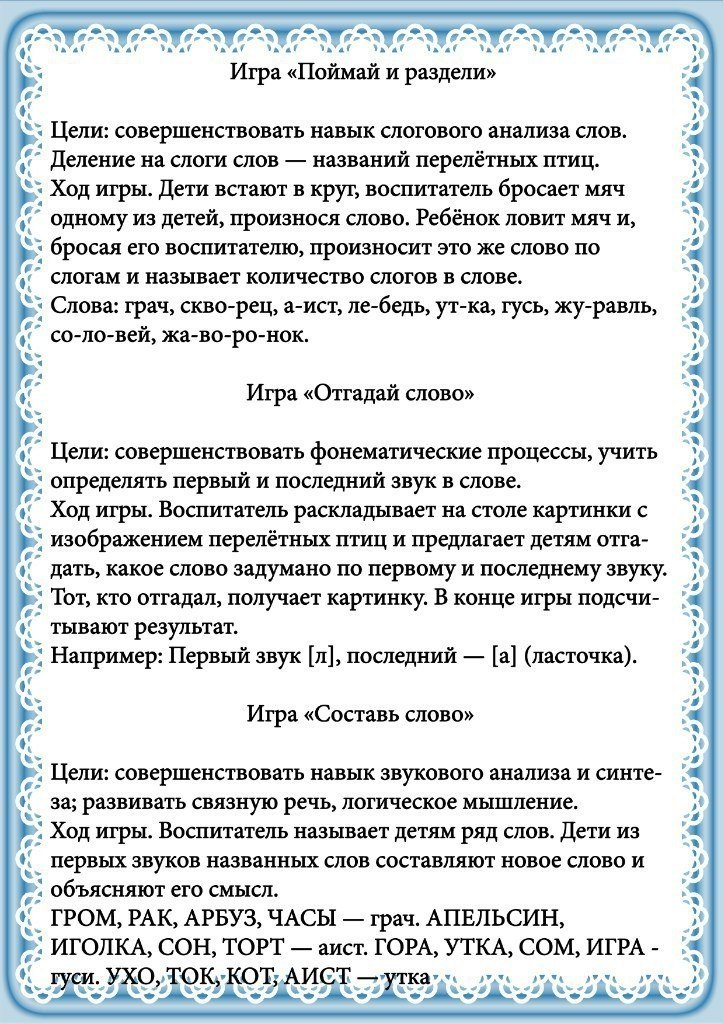 Игра «Поймай и раздели»
Цели: совершенствовать навык слогового анализа слов.
Деление на слоги слов — названий перелётных птиц.
Ход игры. Дети встают в круг, воспитатель бросает мяч
одному из детей, произнося слово. Ребёнок ловит мяч и,
бросая его воспитателю, произносит это же слово по
слогам и называет количество слогов в слове.
Слова: грач, скво-рец, а-ист, ле-бедь, ут-ка, гусь, жу-равль,
со-ло-вей, жа-во-ро-нок.
Игра «Отгадай слово»
Цели: совершенствовать фонематические процессы, учить
определять первый и последний звук в слове.
Ход игры. Воспитатель раскладывает на столе картинки с
изображением перелётных птиц и предлагает детям отга-
дать, какое слово задумано по первому и последнему звуку.
Тот, кто отгадал, получает картинку. В конце игры подсчи-
тывают результат.
Например: Первый звук [л], последний — [а] (ласточка).
Игра «Составь слово»
Цели: совершенствовать навык звукового анализа и синте-
за; развивать связную речь, логическое мышление.
Ход игры. Воспитатель называет детям ряд слов. Дети из
первых звуков названных слов составляют новое слово и
объясняют его смысл.
ГРОМ, РАК, АРБУЗ, ЧАСЫ — грач. АПЕЛЬСИН,
ИГОЛКА, СОН, ТОРТ — аист. ГОРА, УТКА, СОМ, ИГРА -
гуси. УХО, ТОК, КОТ, АИСТ — утка